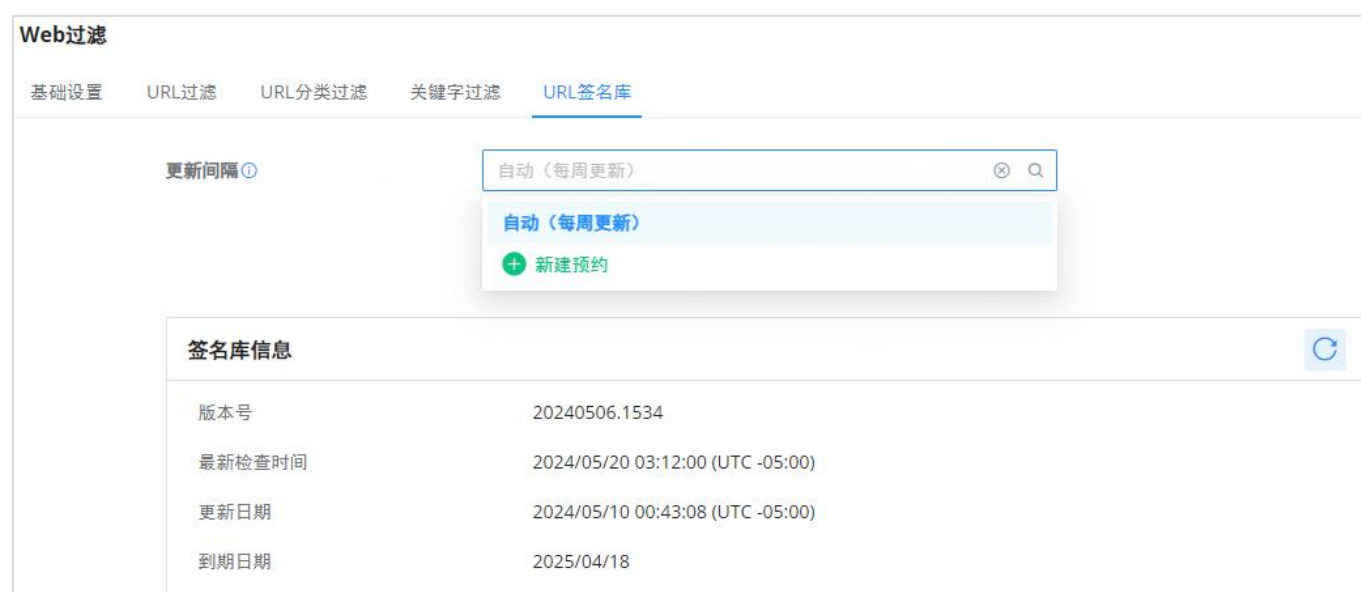 Web过滤
基础设置 URL过滤 URL分类过滤 关键字过滤 URL签名库
更新间隔 自动（每周更新）
自动（每周更新）
新建预约
签名库信息
版本号 20240506.1534
最新检查时间 2024/05/20 03:12:00 (UTC -05:00)
更新日期 2024/05/10 00:43:08 (UTC -05:00)
到期日期 2025/04/18